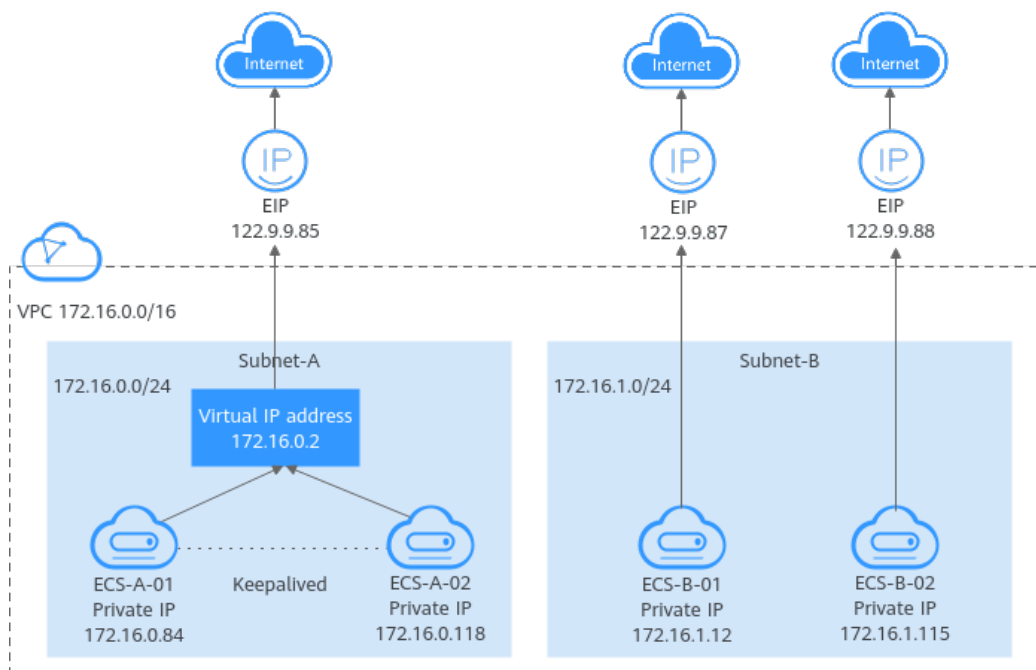 Internet
Internet
Internet
IP
IP
IP
EIP
122.9.9.85
EIP
122.9.9.87
EIP
122.9.9.88
VPC 172.16.0.0/16
Subnet-A
172.16.0.0/24
Virtual IP address
172.16.0.2
ECS-A-01
Private IP
172.16.0.84
Keepalived
ECS-A-02
Private IP
172.16.0.118
Subnet-B
172.16.1.0/24
ECS-B-01
Private IP
172.16.1.12
ECS-B-02
Private IP
172.16.1.115